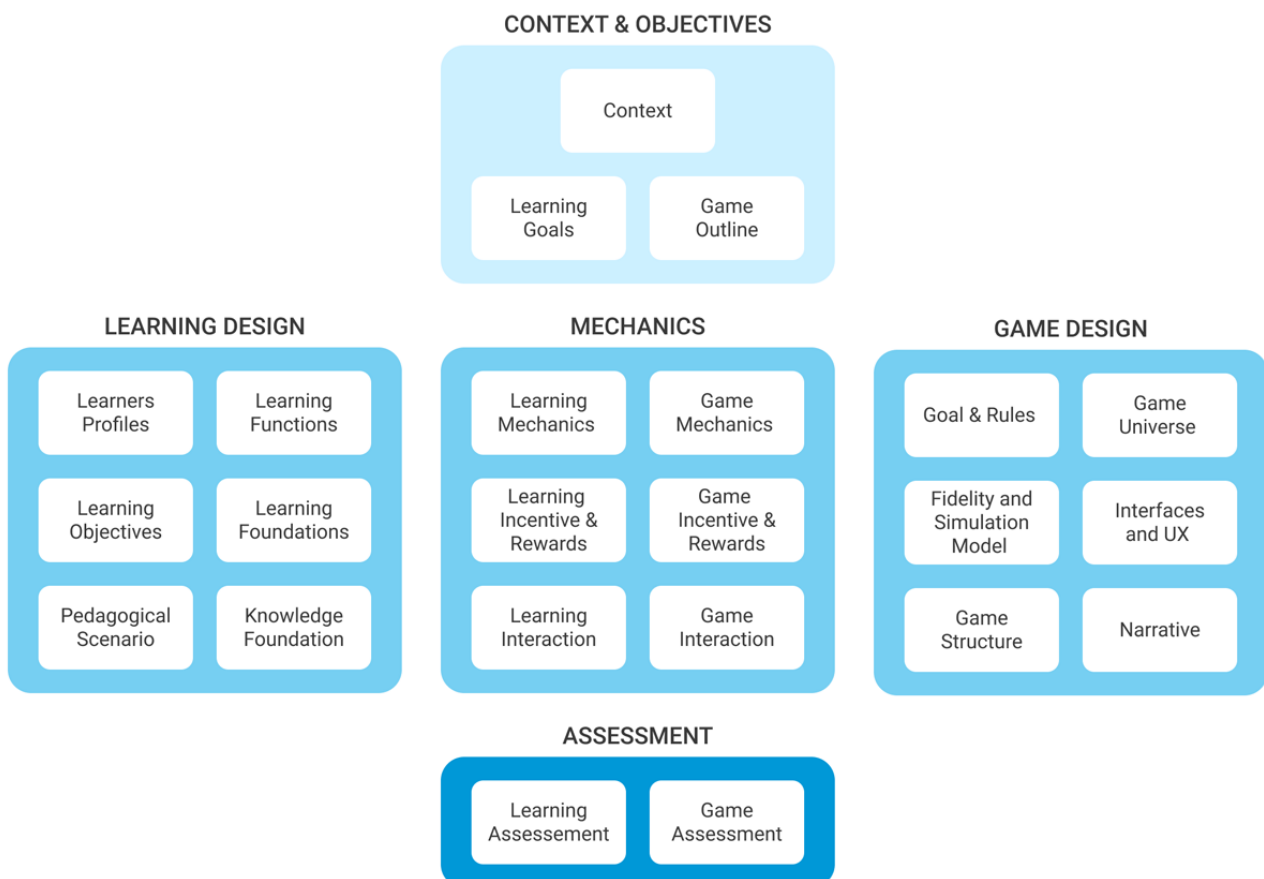 CONTEXT & OBJECTIVES
Context
Learning
Goals
Game
Outline
LEARNING DESIGN
Learners
Profiles
Learning
Functions
Learning
Objectives
Learning
Foundations
Pedagogical
Scenario
Knowledge
Foundation
MECHANICS
Learning
Mechanics
Game
Mechanics
Learning
Incentive &
Rewards
Game
Incentive &
Rewards
Learning
Interaction
Game
Interaction
GAME DESIGN
Goal & Rules
Game
Universe
Fidelity and
Simulation
Model
Interfaces
and UX
Game
Structure
Narrative
ASSESSMENT
Learning
Assessement
Game
Assessment